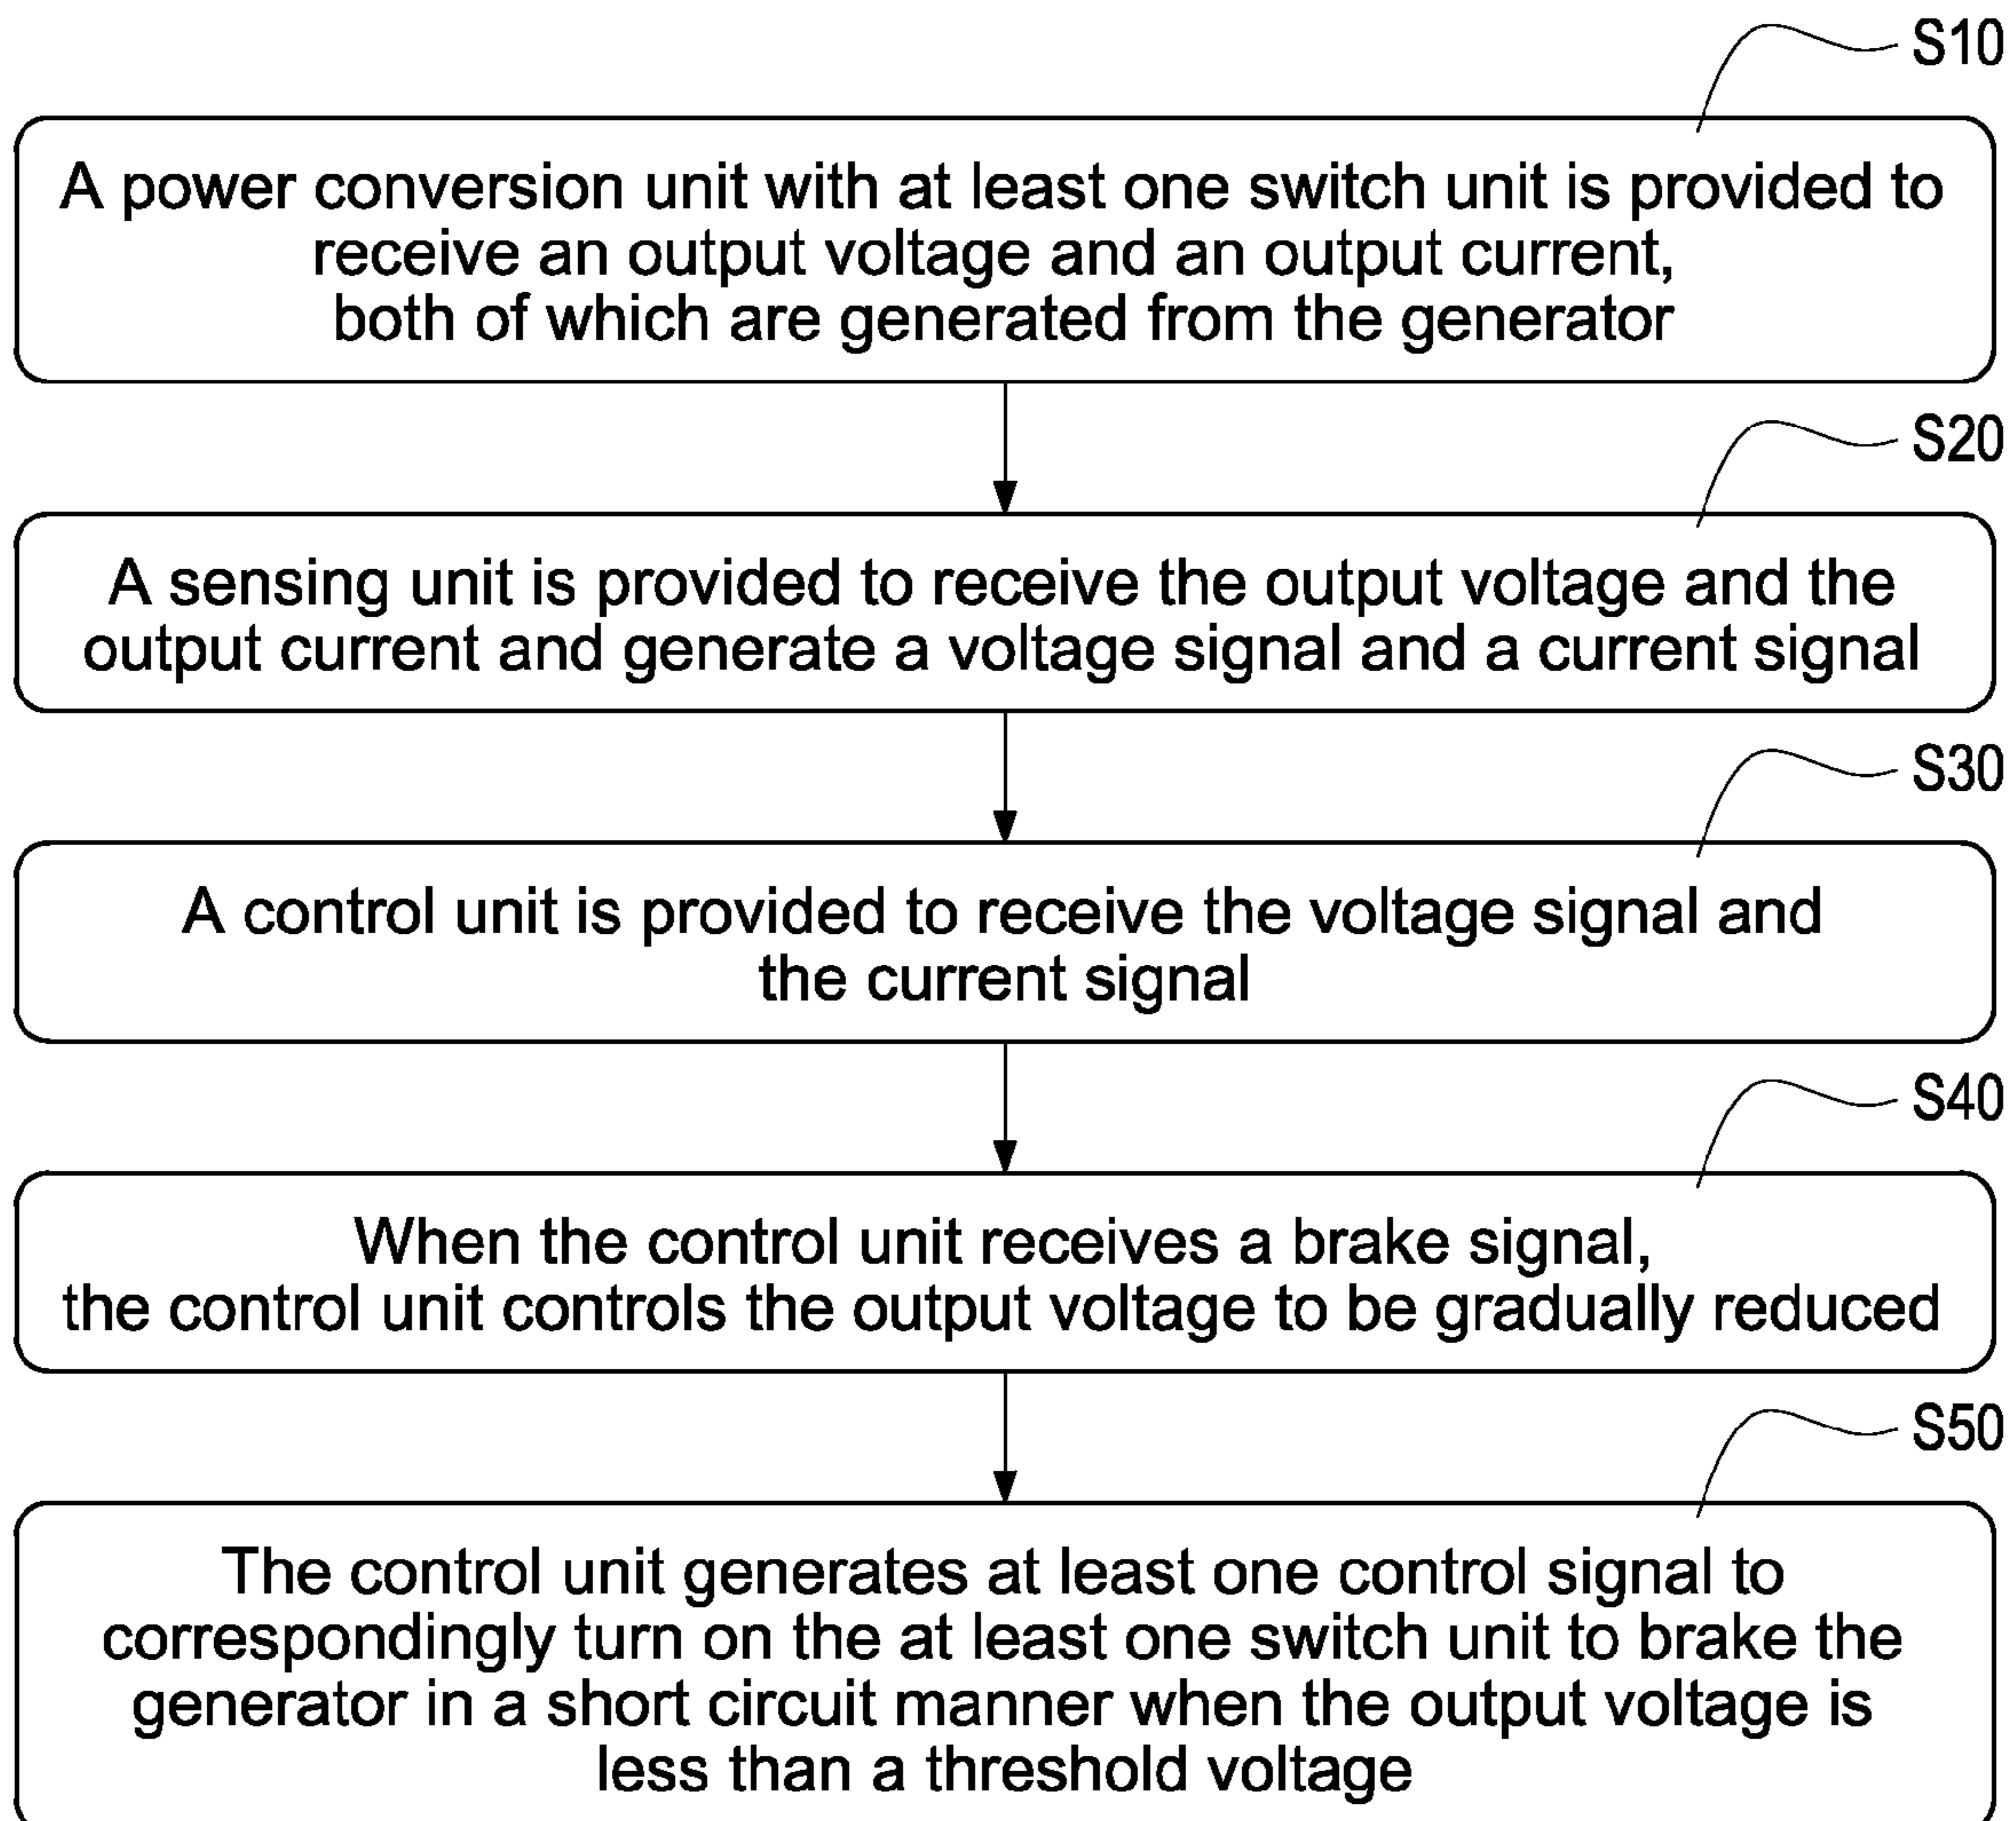 S10
A power conversion unit with at least one switch unit is provided to
receive an output voltage and an output current,
both of which are generated from the generator
S20
A sensing unit is provided to receive the output voltage and the
output current and generate a voltage signal and a current signal
S30
A control unit is provided to receive the voltage signal and
the current signal
S40
When the control unit receives a brake signal,
the control unit controls the output voltage to be gradually reduced
S50
The control unit generates at least one control signal to
correspondingly turn on the at least one switch unit to brake the
generator in a short circuit manner when the output voltage is
less than a threshold voltage